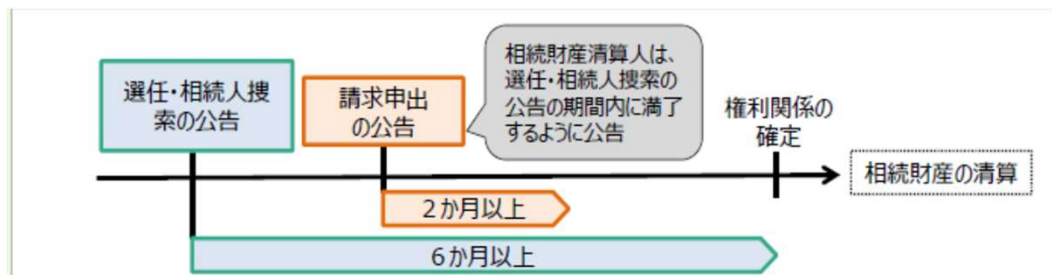 選任・相続人捜
索の公告
請求申出
の公告
相続財産清算人は、
選任・相続人捜索の
公告の期間内に満了
するように公告
権利関係の
確定
相続財産の清算
２か月以上
６か月以上